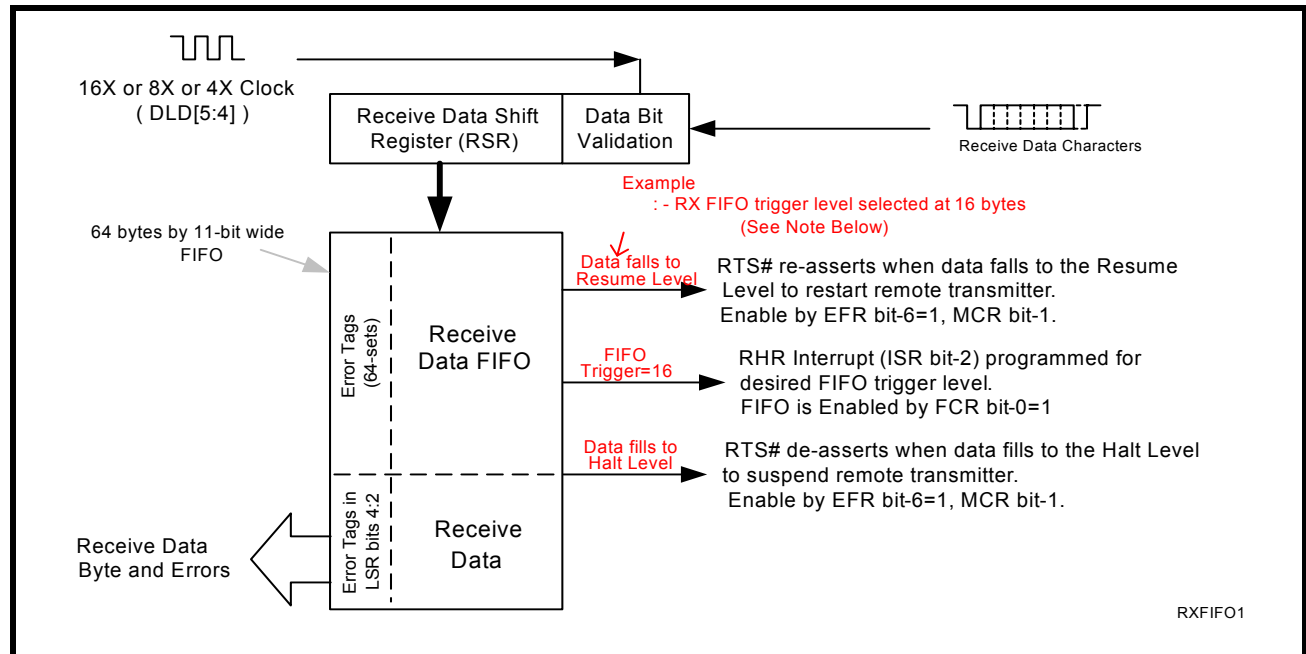 16X or 8X or 4X Clock
( DLD[5:4] )
Receive Data Shift
Register (RSR)
Data Bit
Validation
Receive Data Characters
Example
: - RX FIFO trigger level selected at 16 bytes
(See Note Below)
64 bytes by 11-bit wide
FIFO
Data falls to
Resume Level
RTS# re-asserts when data falls to the Resume
Level to restart remote transmitter.
Enable by EFR bit-6=1, MCR bit-1.
Error Tags
(64-sets)
Receive
Data FIFO
FIFO
Trigger=16
RHR Interrupt (ISR bit-2) programmed for
desired FIFO trigger level.
FIFO is Enabled by FCR bit-0=1
Data fills to
Halt Level
RTS# de-asserts when data fills to the Halt Level
to suspend remote transmitter.
Enable by EFR bit-6=1, MCR bit-1.
Error Tags in
LSR bits 4:2
Receive
Data
Receive Data
Byte and Errors
RXFIFO1